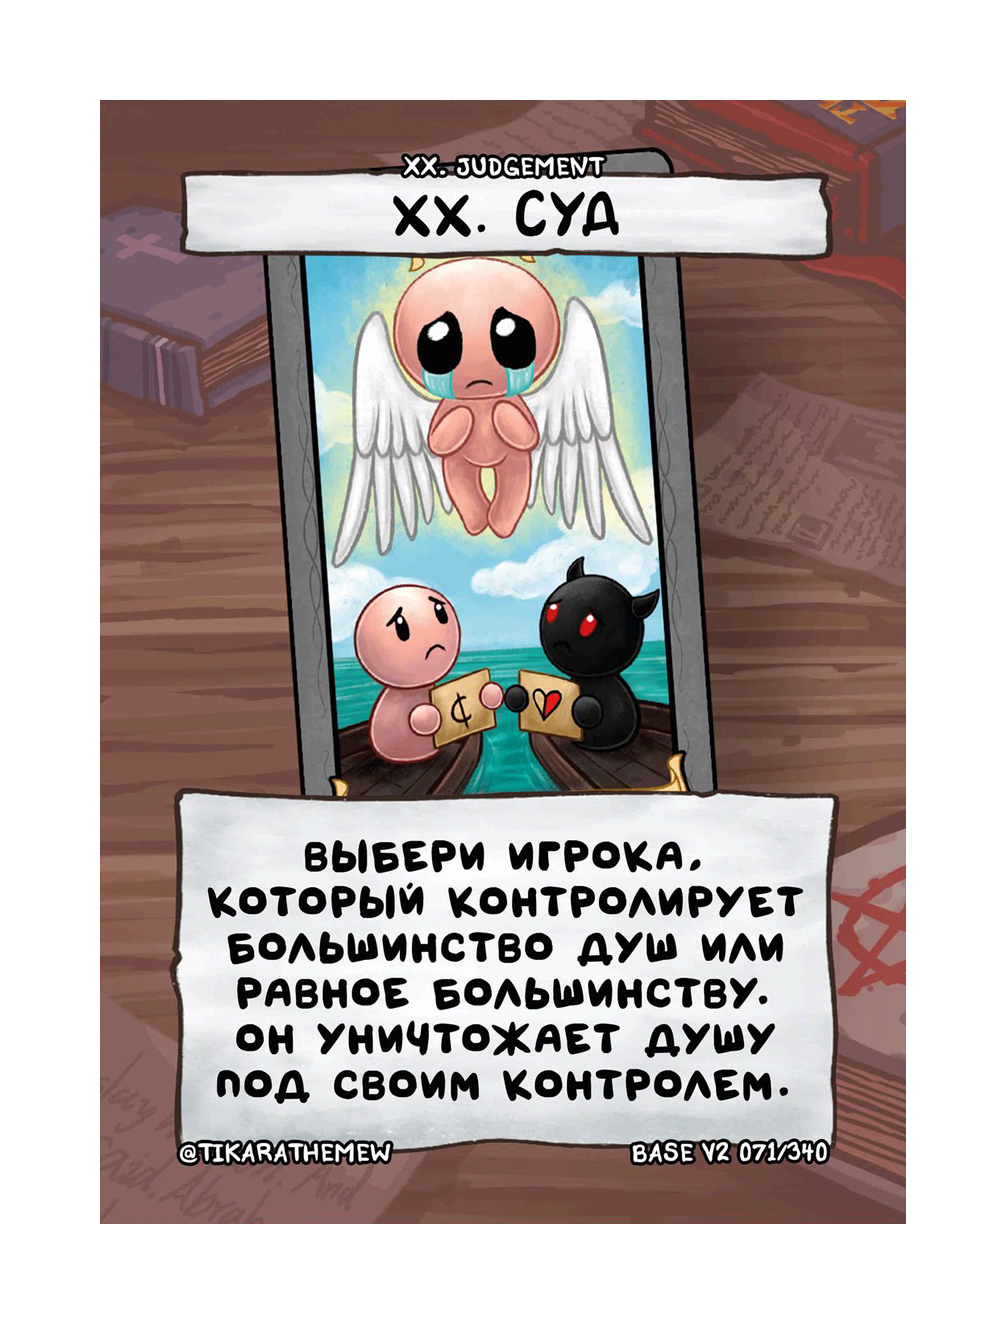 XX. JUDGEMENT
XX. СУД
¢
ВЫБЕРИ ИГРОКА,
КОТОРЫЙ КОНТРОЛИРУЕТ
БОЛЬШИНСТВО ДУШ ИЛИ
РАВНОЕ БОЛЬШИНСТВУ.
ОН УНИЧТОЖАЕТ ДУШУ
ПОД СВОИМ КОНТРОЛЕМ.
@TIKARATHEMEW
BASE V2 071/340